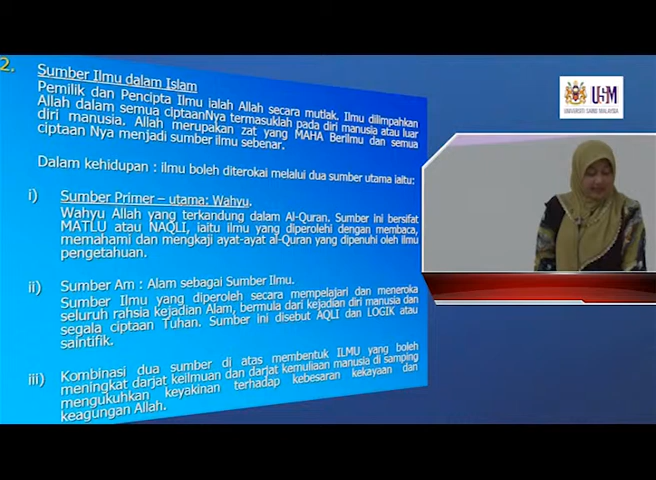 2.
Sumber Ilmu dalam Islam
Pemilik dan Pencipta Ilmu ialah Allah secara mutlak. Ilmu dilimpahkan
Allah dalam semua ciptaanNya termasuklah pada diri manusia atau luar
diri manusia. Allah merupakan zat yang MAHA Berilmu dan semua
ciptaan Nya menjadi sumber ilmu sebenar.
Dalam kehidupan : ilmu boleh diterokai melalui dua sumber utama iaitu:
i) Sumber Primer – utama: Wahyu.
Wahyu Allah yang terkandung dalam Al-Quran. Sumber ini bersifat
MATLU atau NAQLI, iaitu ilmu yang diperolehi dengan membaca,
memahami dan mengkaji ayat-ayat al-Quran yang dipenuhi oleh ilmu
pengetahuan.
ii) Sumber Am : Alam sebagai Sumber Ilmu.
Sumber Ilmu yang diperoleh secara mempelajari dan meneroka
seluruh rahsia kejadian Alam, bermula dari kejadian diri manusia dan
segala ciptaan Tuhan. Sumber ini disebut AQLI dan LOGIK atau
saintifik.
iii) Kombinasi dua sumber di atas membentuk ILMU yang boleh
meningkat darjat keilmuan dan darjat kemuliaan manusia di samping
mengukuhkan keyakinan terhadap kebesaran kekayaan dan
keagungan Allah.
USM
UNIVERSITI SAINS MALAYSIA